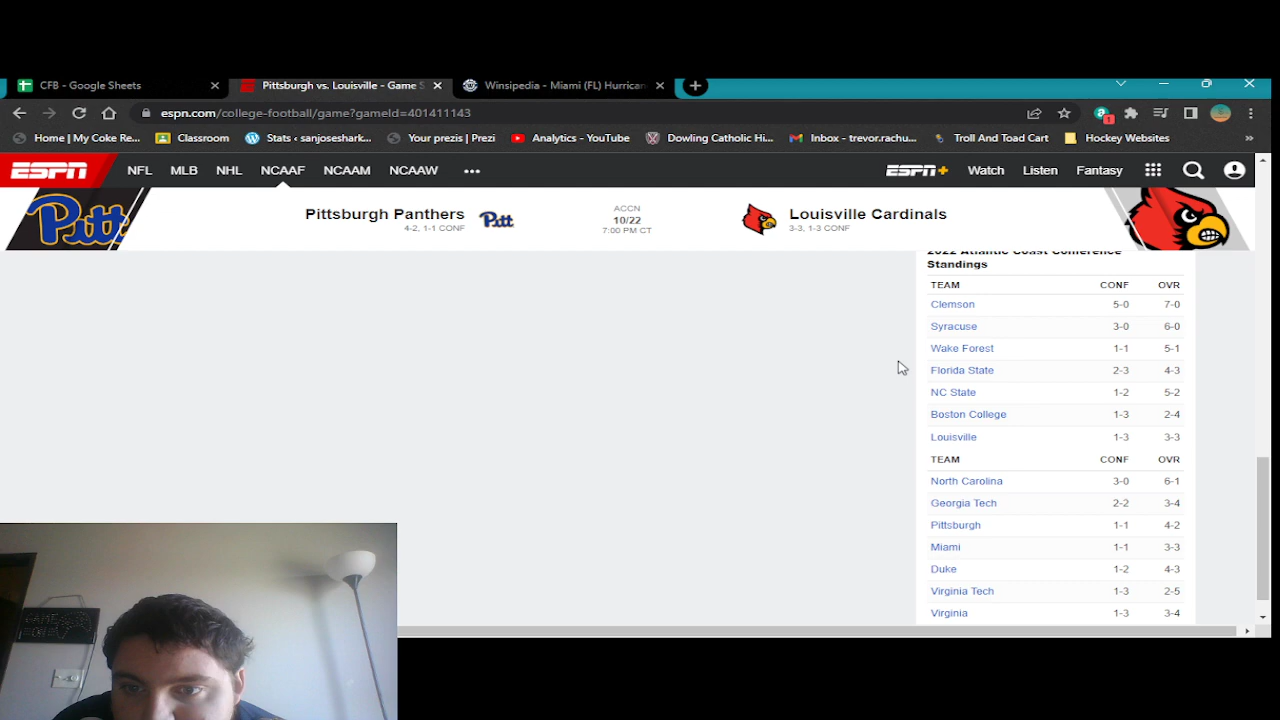 CFB - Google Sheets
Pittsburgh vs. Louisville - Game S
Winsipedia - Miami (FL) Hurrican
espn.com/college-football/game?gameId=401411143
Home | My Coke Re...
Classroom
Stats ‹ sanjoseshark...
Your prezis | Prezi
Analytics - YouTube
Dowling Catholic Hi...
Inbox - trevor.rachu...
Troll And Toad Cart
Hockey Websites
»
ESPN NFL MLB NHL NCAAF NCAAM NCAAW ... ESPN+ Watch Listen Fantasy
Pitt
Pittsburgh Panthers
4-2, 1-1 CONF
Pitt
ACCN
10/22
7:00 PM CT
Louisville Cardinals
3-3, 1-3 CONF
2022 Atlantic Coast Conference
Standings
TEAM CONF OVR
Clemson 5-0 7-0
Syracuse 3-0 6-0
Wake Forest 1-1 5-1
Florida State 2-3 4-3
NC State 1-2 5-2
Boston College 1-3 2-4
Louisville 1-3 3-3
TEAM CONF OVR
North Carolina 3-0 6-1
Georgia Tech 2-2 3-4
Pittsburgh 1-1 4-2
Miami 1-1 3-3
Duke 1-2 4-3
Virginia Tech 1-3 2-5
Virginia 1-3 3-4